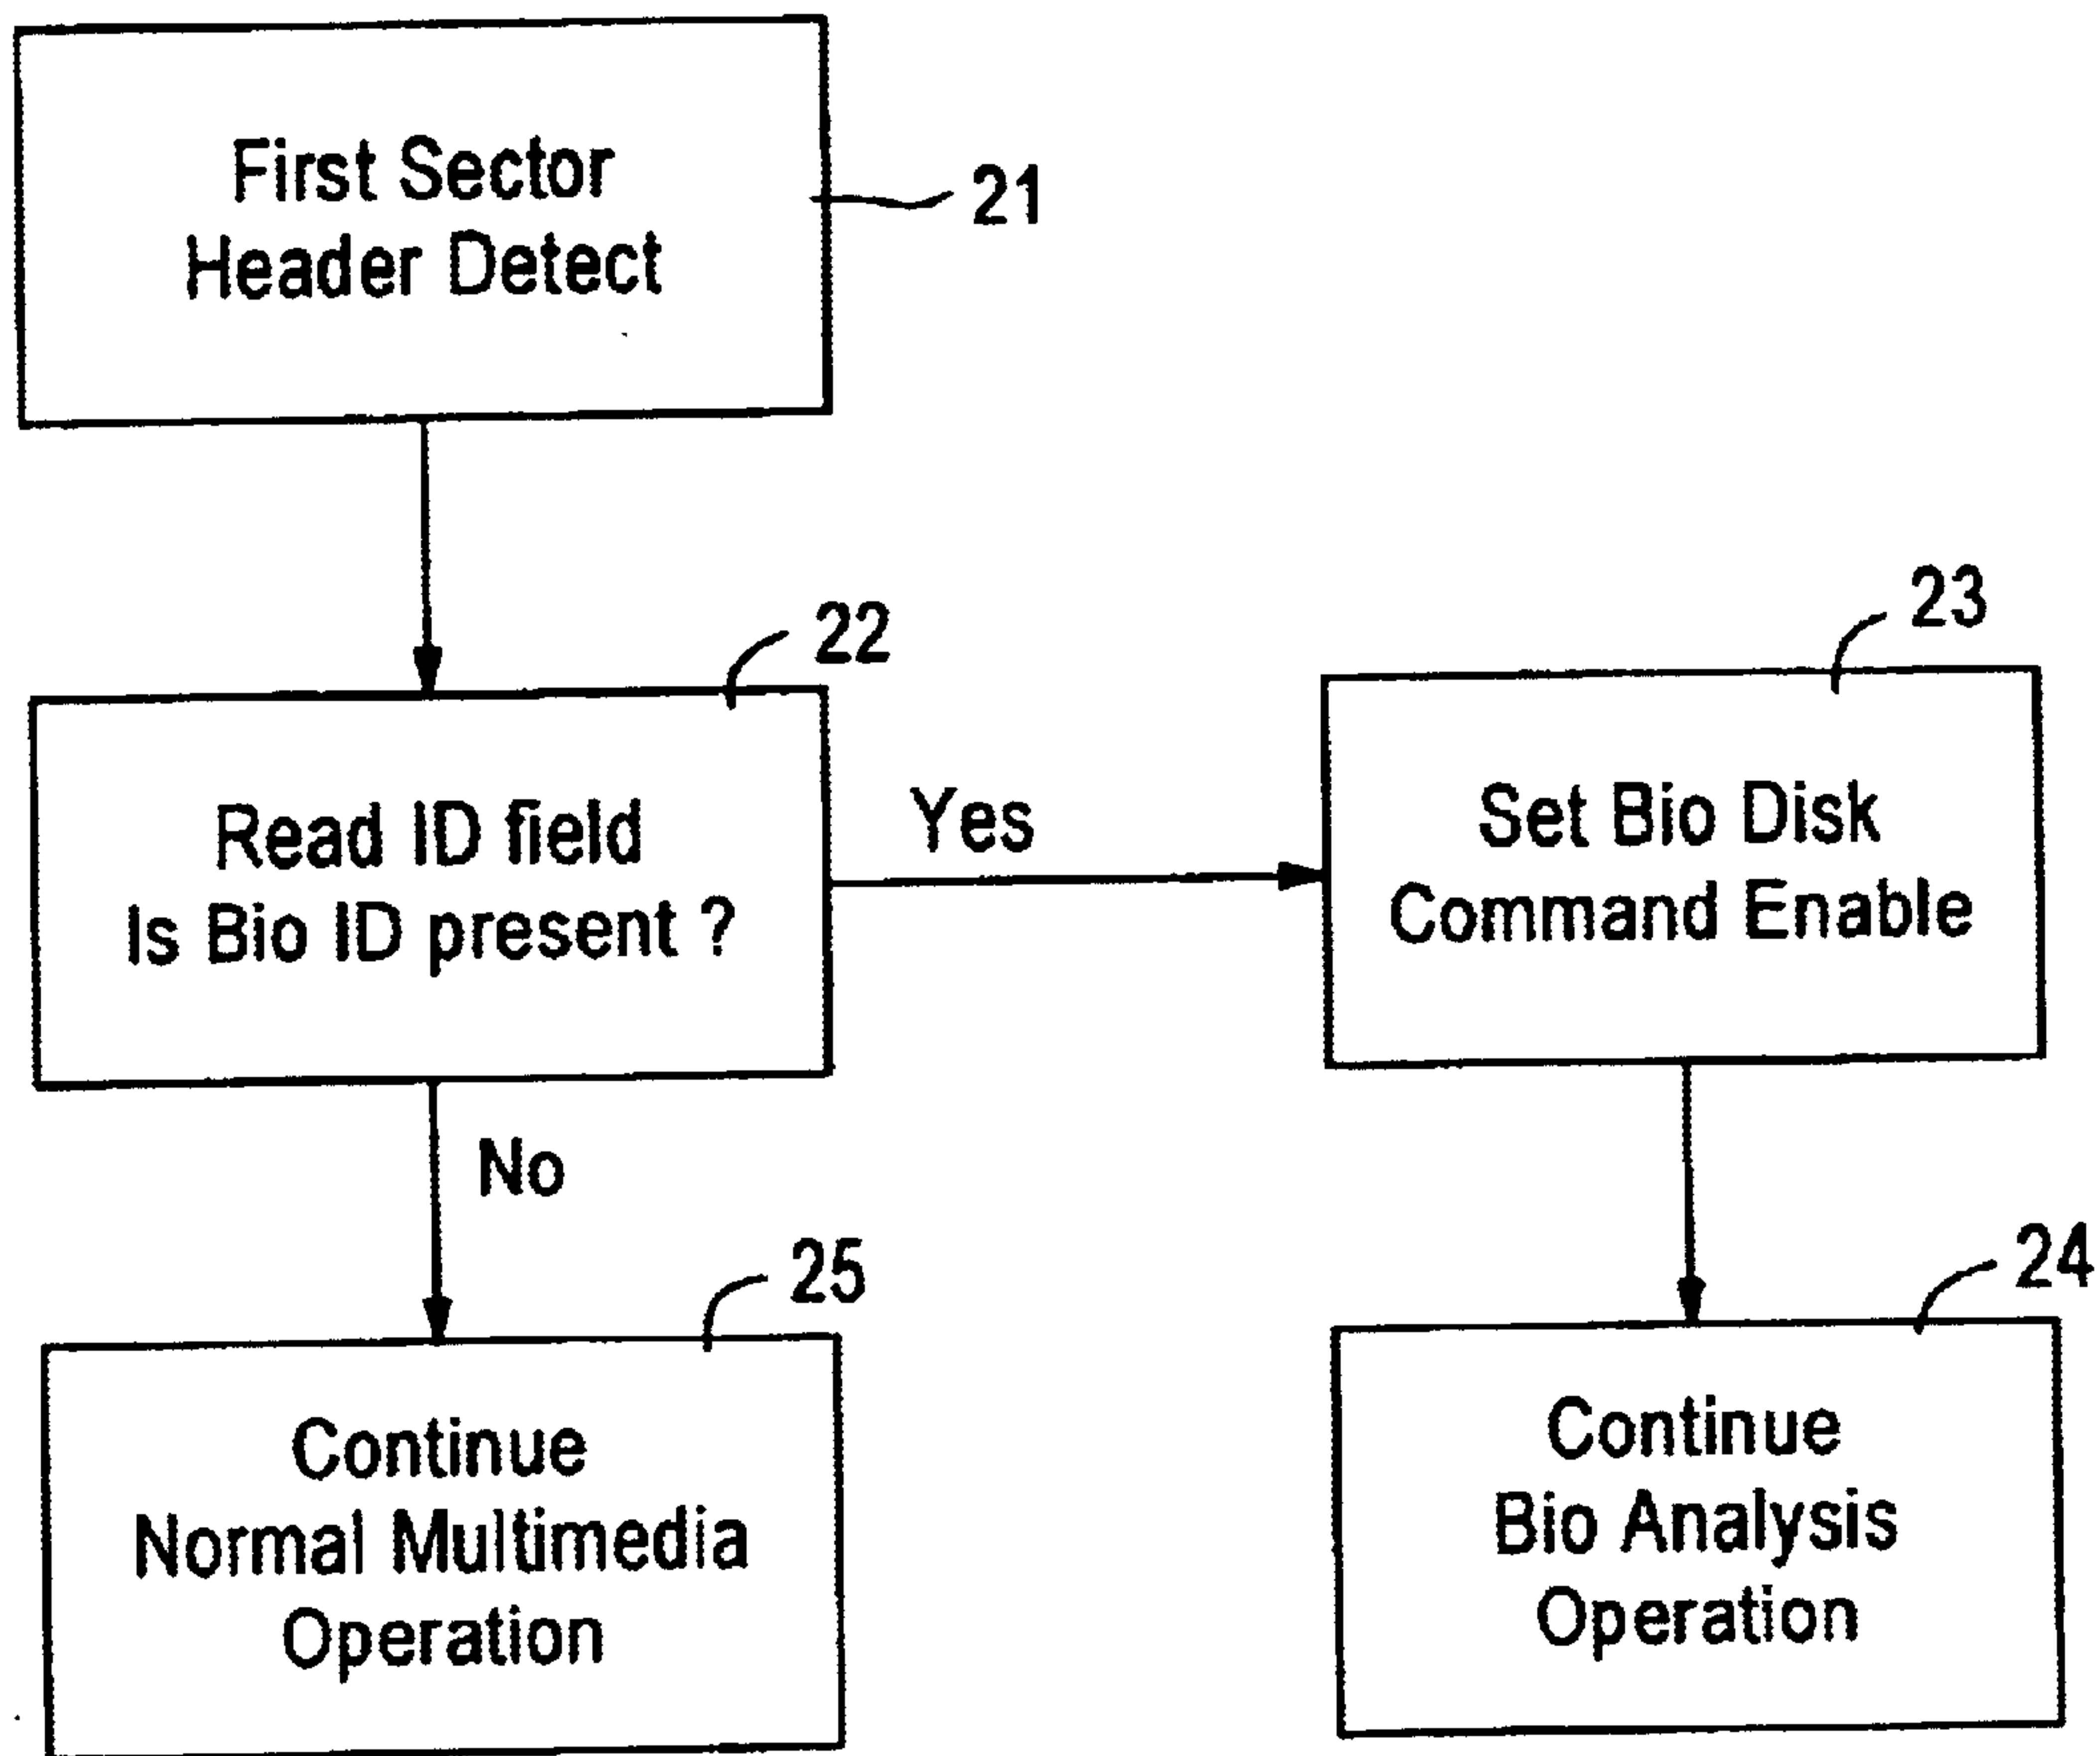 First Sector
Header Detect
21
22
Read ID field
Is Bio ID present ?
Yes
23
Set Bio Disk
Command Enable
No
25
Continue
Normal Multimedia
Operation
24
Continue
Bio Analysis
Operation